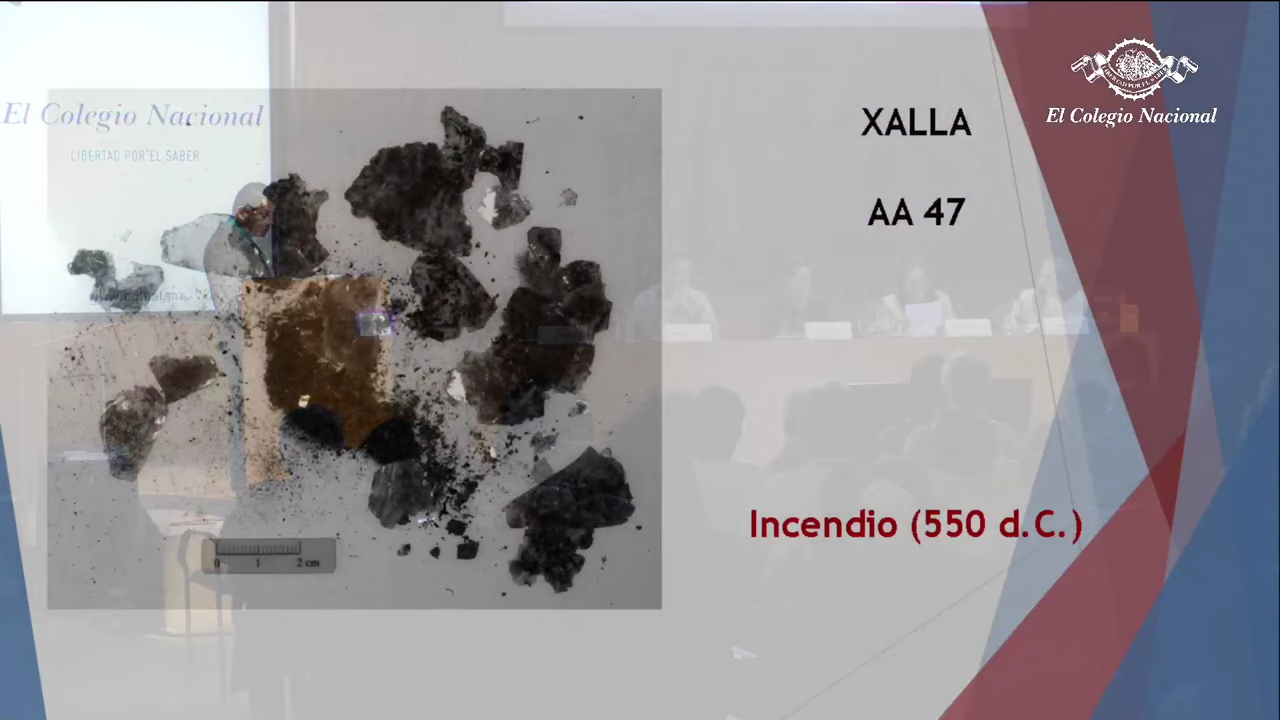 El Colegio Nacional
LIBERTAD POR EL SABER
XALLA
AA 47
Incendio (550 d.C.)
0 1 2 cm
El Colegio Nacional